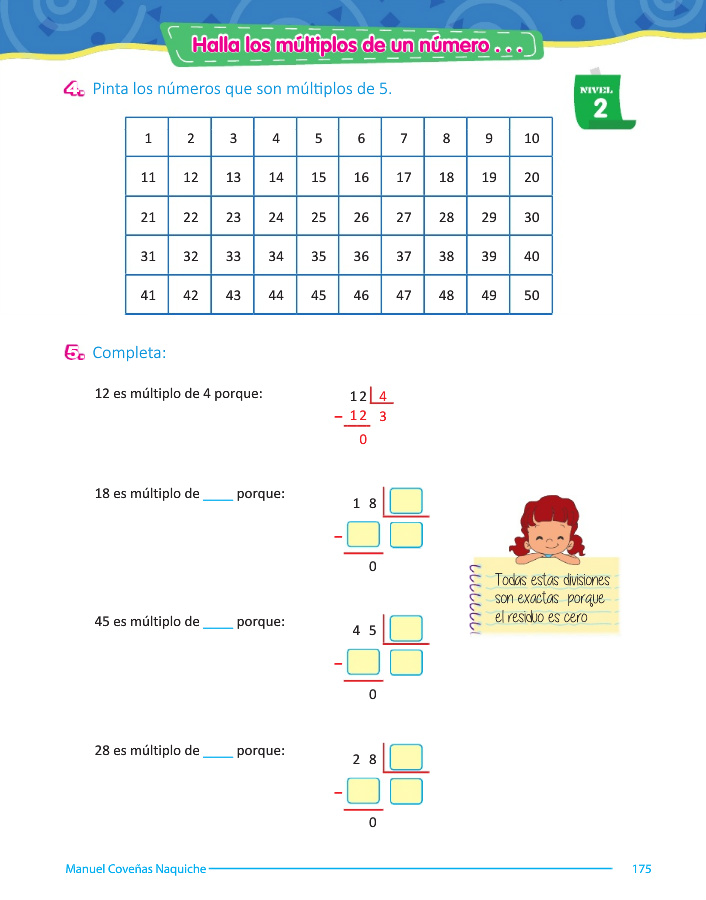 Halla los múltiplos de un número . . .
4. Pinta los números que son múltiplos de 5.
NIVEL
2
1 2 3 4 5 6 7 8 9 10
11 12 13 14 15 16 17 18 19 20
21 22 23 24 25 26 27 28 29 30
31 32 33 34 35 36 37 38 39 40
41 42 43 44 45 46 47 48 49 50
5. Completa:
12 es múltiplo de 4 porque:
12 4
– 12 3
0
18 es múltiplo de ____ porque:
1 8
–
0
Todas estas divisiones
son exactas porque
el residuo es cero
45 es múltiplo de ____ porque:
4 5
–
0
28 es múltiplo de ____ porque:
2 8
–
0
Manuel Coveñas Naquiche 175